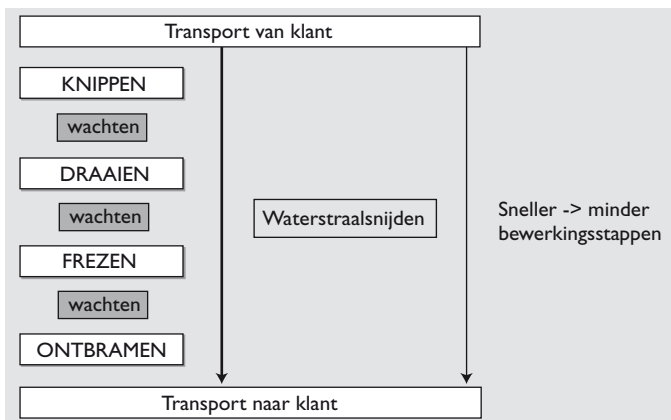 Transport van klant
KNIPPEN
wachten
DRAAIEN
wachten
FREZEN
wachten
ONTBRAMEN
Waterstraalsnijden
Sneller -> minder
bewerkingsstappen
Transport naar klant